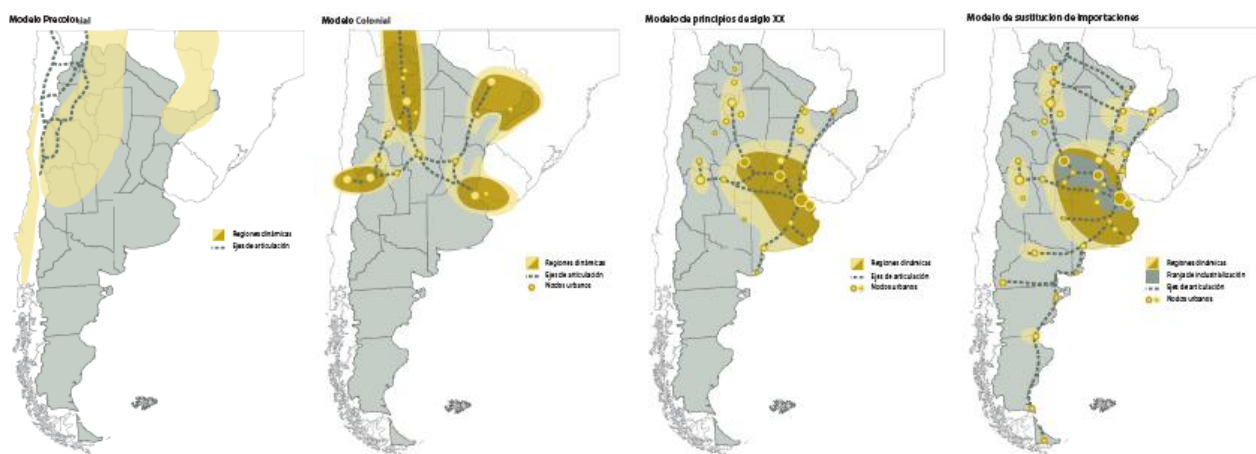 Modelo Precolonial
Regiones dinámicas
Ejes de articulación
Modelo Colonial
Regiones dinámicas
Ejes de articulación
Nodos urbanos
Modelo de principios de siglo XX
Regiones dinámicas
Ejes de articulación
Nodos urbanos
Modelo de sustitucion de importaciones
Regiones dinámicas
Franja de industrialización
Ejes de articulación
Nodos urbanos